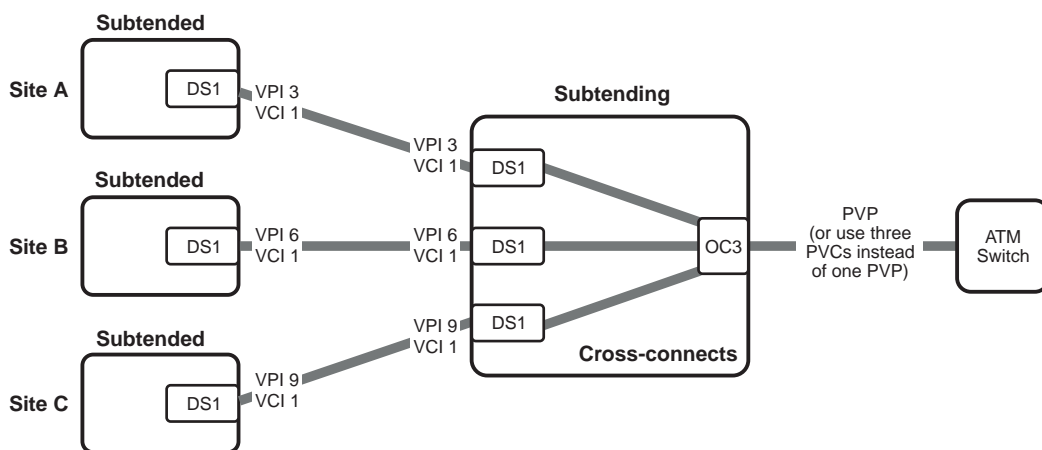 Subtended
Site A
DS1
VPI 3
VCI 1
Subtending
VPI 3
VCI 1
DS1
Subtended
Site B
DS1
VPI 6
VCI 1
VPI 6
VCI 1
DS1
OC3
PVP
(or use three
PVCs instead
of one PVP)
ATM
Switch
Subtended
Site C
DS1
VPI 9
VCI 1
VPI 9
VCI 1
DS1
Cross-connects